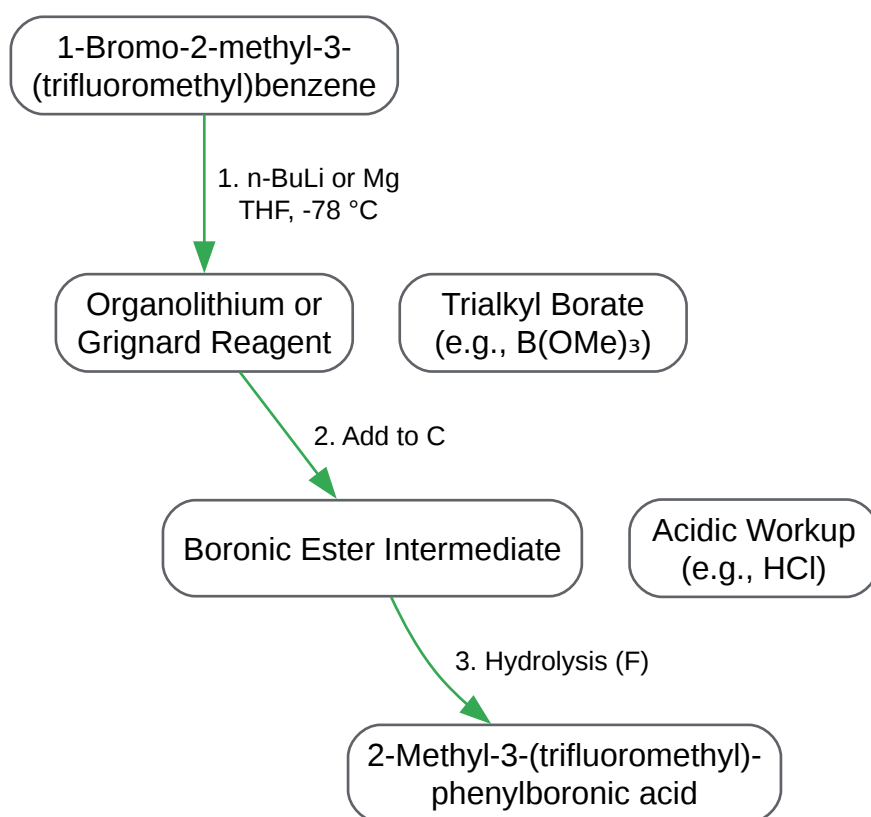 1-Bromo-2-methyl-3-
(trifluoromethyl)benzene
1. n-BuLi or Mg
THF, -78 °C
Organolithium or
Grignard Reagent
Trialkyl Borate
(e.g., B(OMe)₃)
2. Add to C
Boronic Ester Intermediate
Acidic Workup
(e.g., HCl)
3. Hydrolysis (F)
2-Methyl-3-(trifluoromethyl)-
phenylboronic acid